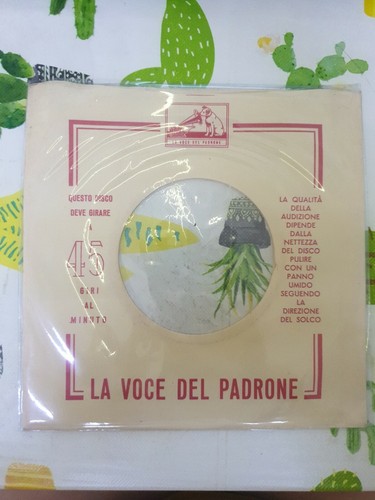 LA VOCE DEL PADRONE
QUESTO DISCO
DEVE GIRARE
A
45
GIRI
AL
MINUTO
LA QUALITÀ
DELLA
AUDIZIONE
DIPENDE
DALLA
NETTEZZA
DEL DISCO
PULIRE
CON UN
PANNO
UMIDO
SEGUENDO
LA
DIREZIONE
DEL SOLCO
LA VOCE DEL PADRONE